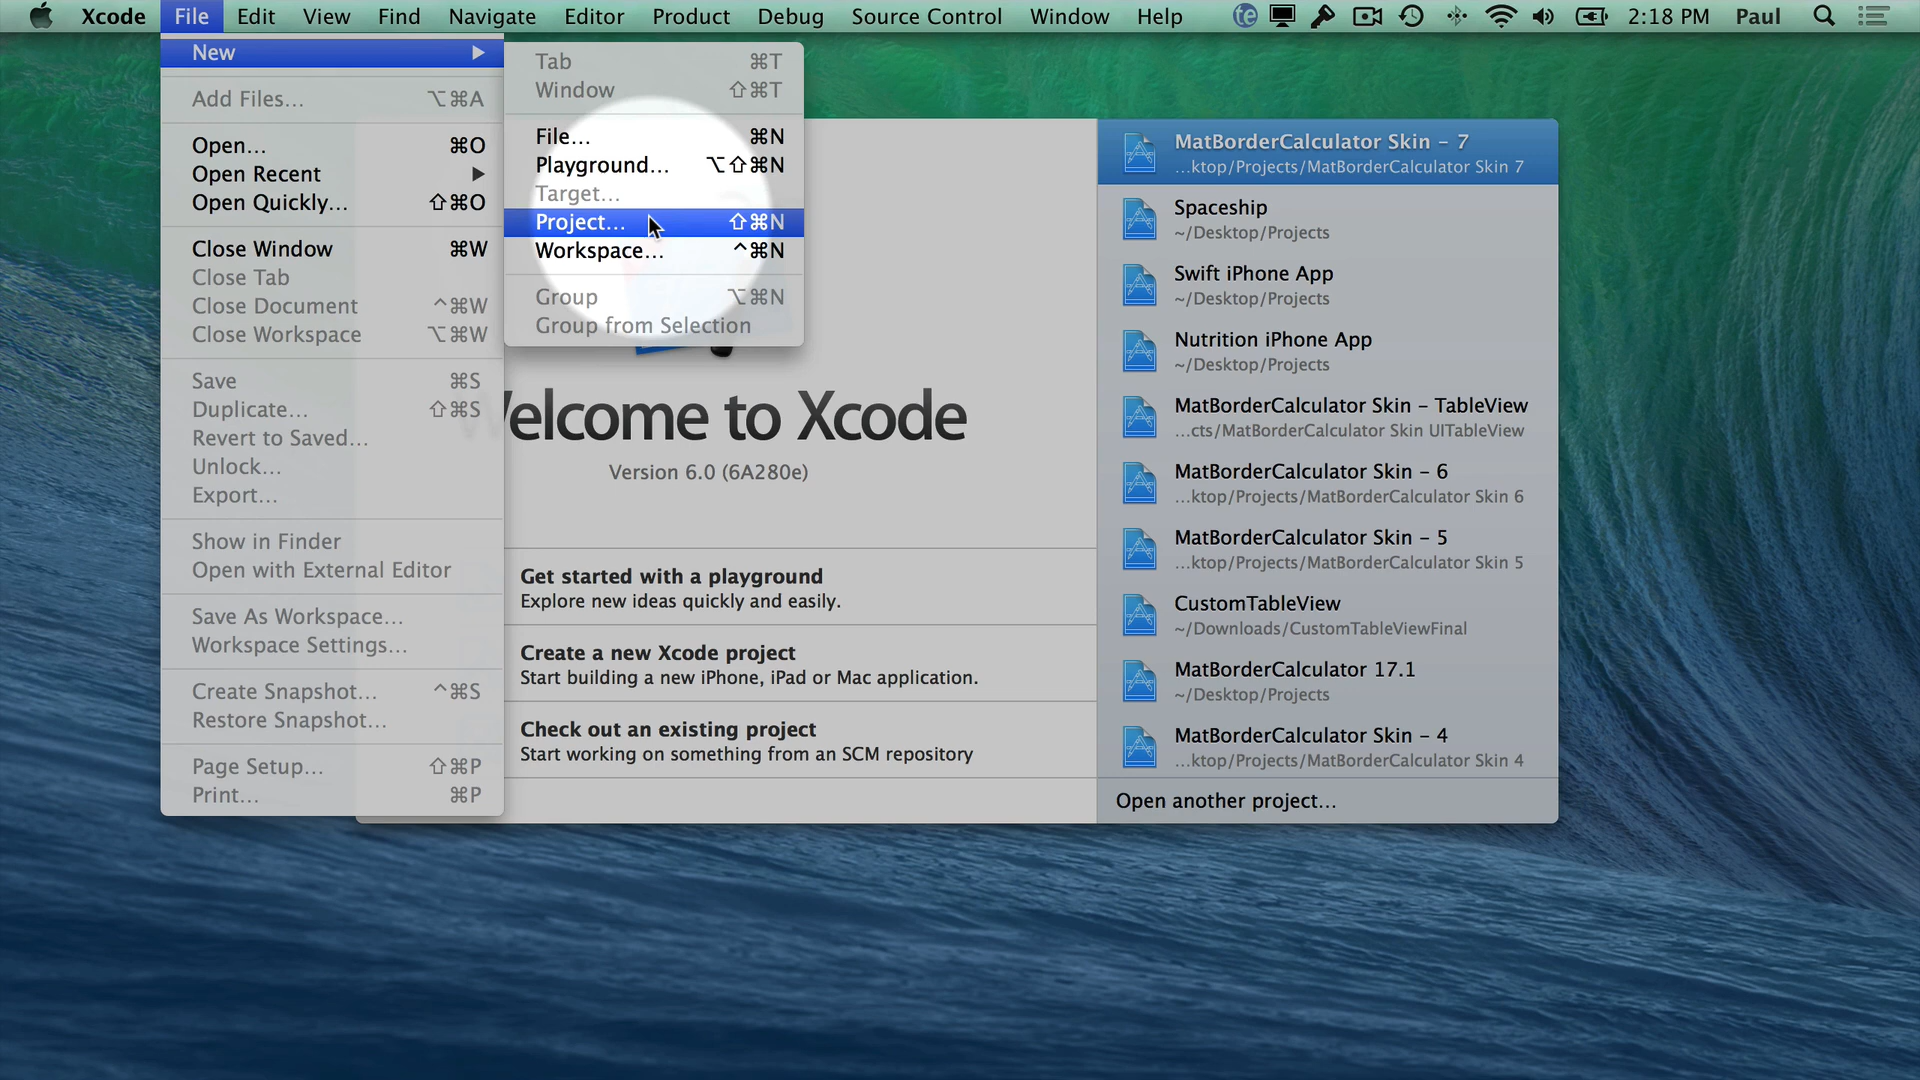 Xcode File Edit View Find Navigate Editor Product Debug Source Control Window Help te 2:18 PM Paul
New ▶
Add Files... ⌥⌘A
Open... ⌘O
Open Recent ▶
Open Quickly... ⇧⌘O
Close Window ⌘W
Close Tab
Close Document ^⌘W
Close Workspace ⌥⌘W
Save ⌘S
Duplicate... ⇧⌘S
Revert to Saved...
Unlock...
Export...
Show in Finder
Open with External Editor
Save As Workspace...
Workspace Settings...
Create Snapshot... ^⌘S
Restore Snapshot...
Page Setup... ⇧⌘P
Print... ⌘P
Tab ⌘T
Window ⇧⌘T
File... ⌘N
Playground... ⌥⇧⌘N
Target...
Project... ⇧⌘N
Workspace... ^⌘N
Group ⌥⌘N
Group from Selection
Welcome to Xcode
Version 6.0 (6A280e)
Get started with a playground
Explore new ideas quickly and easily.
Create a new Xcode project
Start building a new iPhone, iPad or Mac application.
Check out an existing project
Start working on something from an SCM repository
MatBorderCalculator Skin - 7
...ktop/Projects/MatBorderCalculator Skin 7
Spaceship
~/Desktop/Projects
Swift iPhone App
~/Desktop/Projects
Nutrition iPhone App
~/Desktop/Projects
MatBorderCalculator Skin - TableView
...cts/MatBorderCalculator Skin UITableView
MatBorderCalculator Skin - 6
...ktop/Projects/MatBorderCalculator Skin 6
MatBorderCalculator Skin - 5
...ktop/Projects/MatBorderCalculator Skin 5
CustomTableView
~/Downloads/CustomTableViewFinal
MatBorderCalculator 17.1
~/Desktop/Projects
MatBorderCalculator Skin - 4
...ktop/Projects/MatBorderCalculator Skin 4
Open another project...